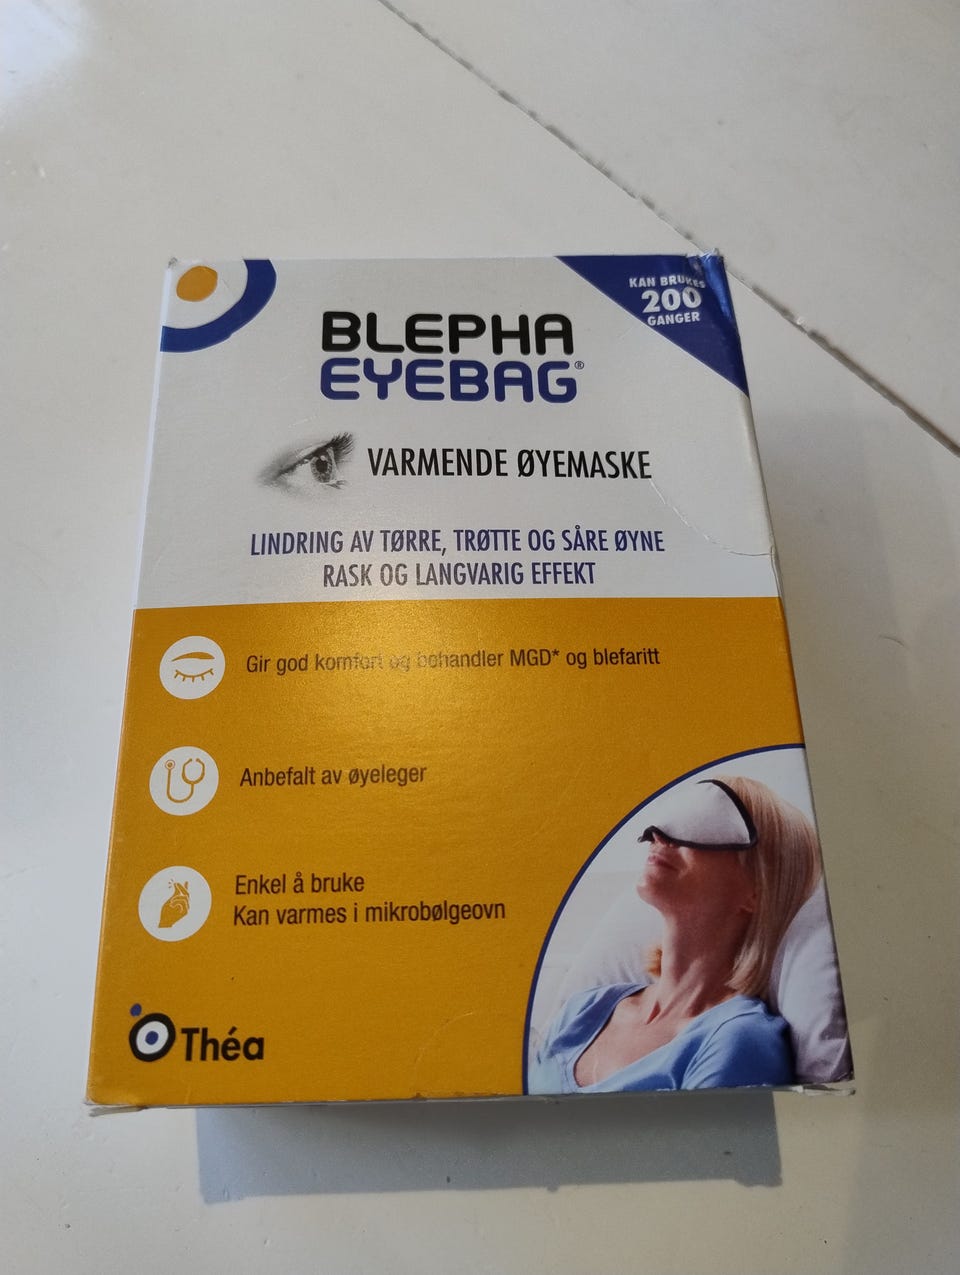 KAN BRUKES
200
GANGER
BLEPHA
EYEBAG®
VARMENDE ØYEMASKE
LINDRING AV TØRRE, TRØTTE OG SÅRE ØYNE
RASK OG LANGVARIG EFFEKT
Gir god komfort og behandler MGD* og blefaritt
Anbefalt av øyeleger
Enkel å bruke
Kan varmes i mikrobølgeovn
Théa